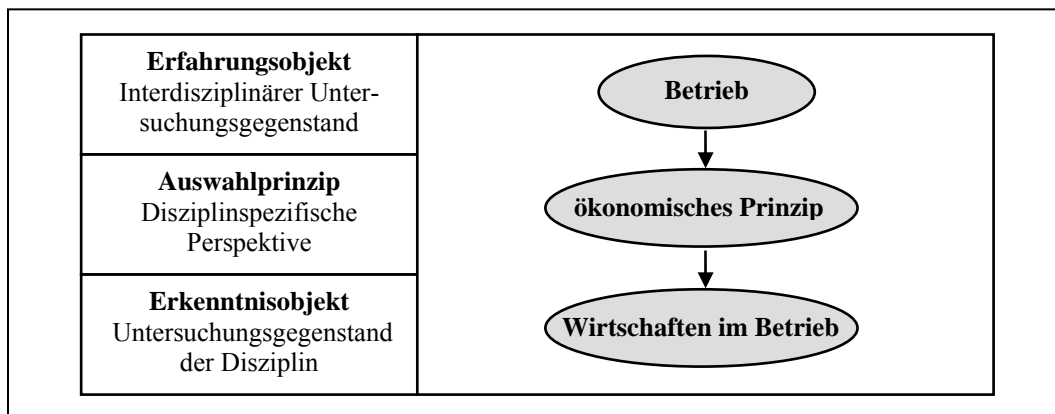 Erfahrungsobjekt
Interdisziplinärer Unter-
suchungsgegenstand
Betrieb
Auswahlprinzip
Disziplinspezifische
Perspektive
ökonomisches Prinzip
Erkenntnisobjekt
Untersuchungsgegenstand
der Disziplin
Wirtschaften im Betrieb